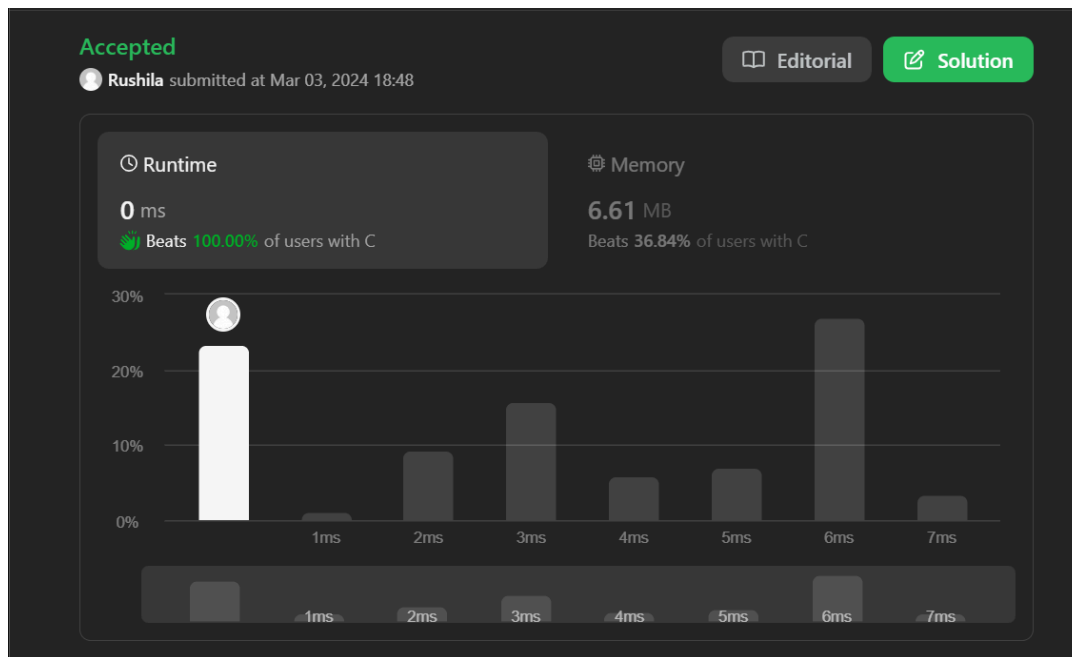 Accepted
Rushila submitted at Mar 03, 2024 18:48
Editorial
Solution
Runtime
0 ms
Beats 100.00% of users with C
Memory
6.61 MB
Beats 36.84% of users with C
30%
20%
10%
0%
1ms 2ms 3ms 4ms 5ms 6ms 7ms
1ms 2ms 3ms 4ms 5ms 6ms 7ms